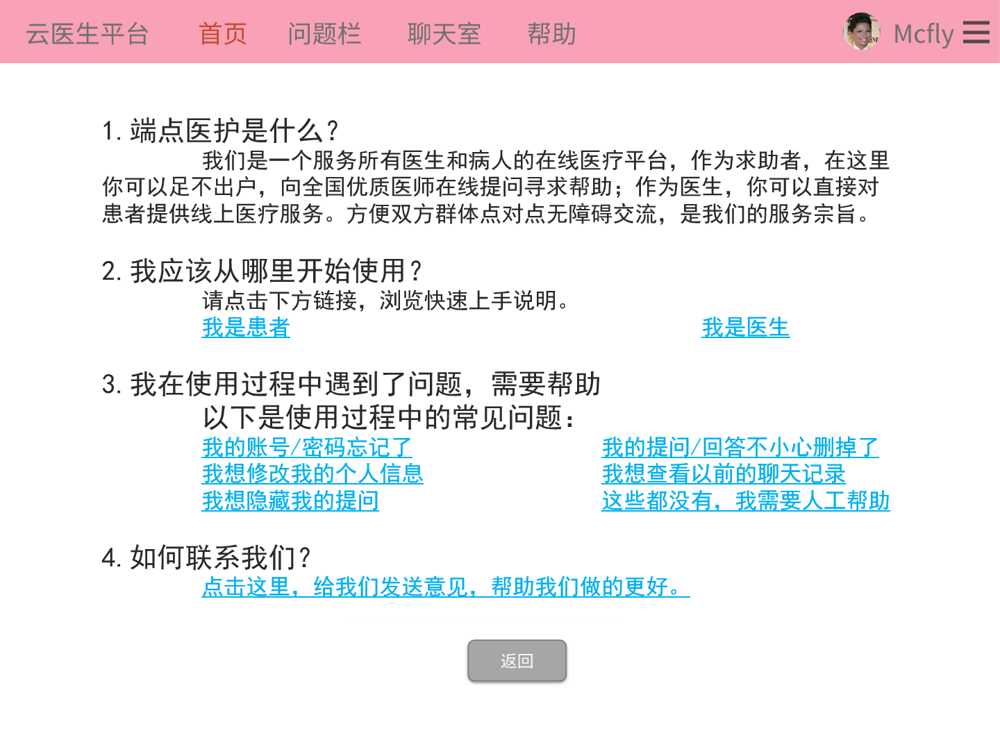 云医生平台 首页 问题栏 聊天室 帮助 Mcfly
1.端点医护是什么？
我们是一个服务所有医生和病人的在线医疗平台，作为求助者，在这里
你可以足不出户，向全国优质医师在线提问寻求帮助；作为医生，你可以直接对
患者提供线上医疗服务。方便双方群体点对点无障碍交流，是我们的服务宗旨。
2.我应该从哪里开始使用？
请点击下方链接，浏览快速上手说明。
我是患者 我是医生
3.我在使用过程中遇到了问题，需要帮助
以下是使用过程中的常见问题：
我的账号/密码忘记了 我的提问/回答不小心删掉了
我想修改我的个人信息 我想查看以前的聊天记录
我想隐藏我的提问 这些都没有，我需要人工帮助
4.如何联系我们？
点击这里，给我们发送意见，帮助我们做的更好。
返回